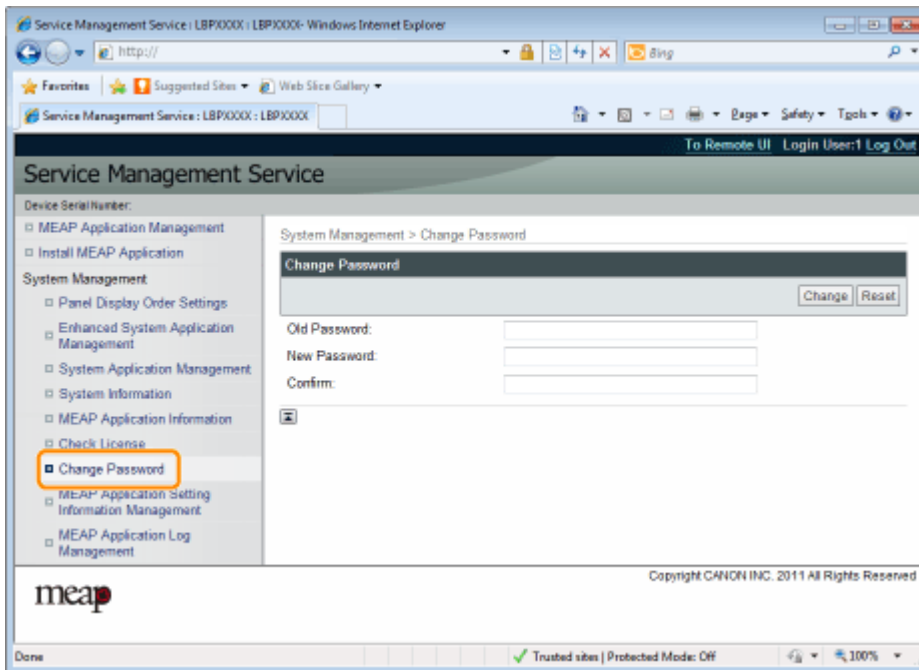 Service Management Service : LBPXXXX : LBPXXXX- Windows Internet Explorer
http://
Bing
Favorites
Suggested Sites
Web Slice Gallery
Service Management Service : LBPXXXX : LBPXXXX
Page
Safety
Tools
To Remote UI Login User:1 Log Out
Service Management Service
Device Serial Number:
MEAP Application Management
Install MEAP Application
System Management
Panel Display Order Settings
Enhanced System Application
Management
System Application Management
System Information
MEAP Application Information
Check License
Change Password
MEAP Application Setting
Information Management
MEAP Application Log
Management
System Management > Change Password
Change Password
Change Reset
Old Password:
New Password:
Confirm:
Copyright CANON INC. 2011 All Rights Reserved
meap
Done
Trusted sites | Protected Mode: Off
100%